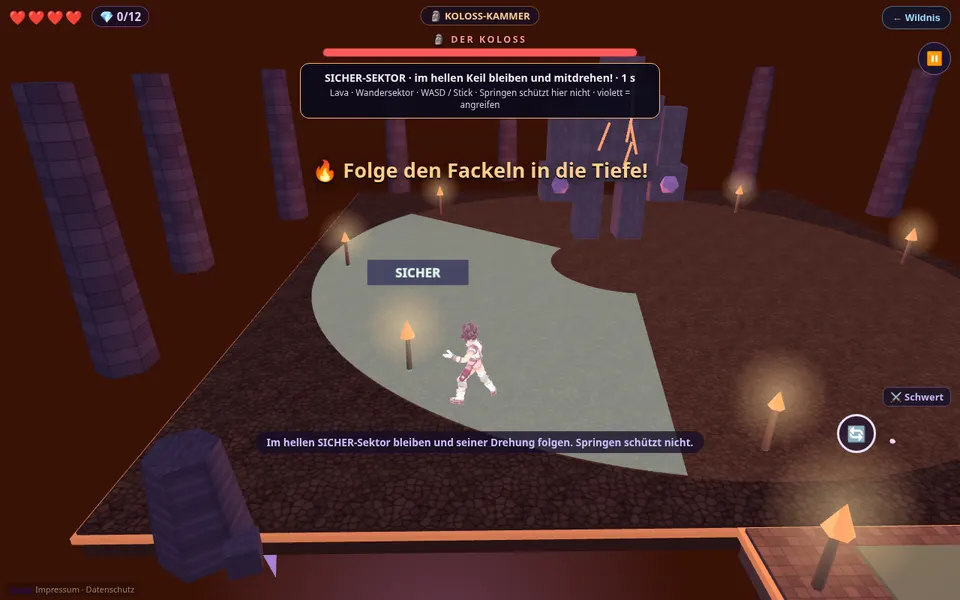 0/12
KOLOSS-KAMMER
← Wildnis
DER KOLOSS
SICHER-SEKTOR · im hellen Keil bleiben und mitdrehen! · 1 s
Lava · Wandersektor · WASD / Stick · Springen schützt hier nicht · violett =
angreifen
Folge den Fackeln in die Tiefe!
SICHER
Schwert
Im hellen SICHER-Sektor bleiben und seiner Drehung folgen. Springen schützt nicht.
Impressum · Datenschutz